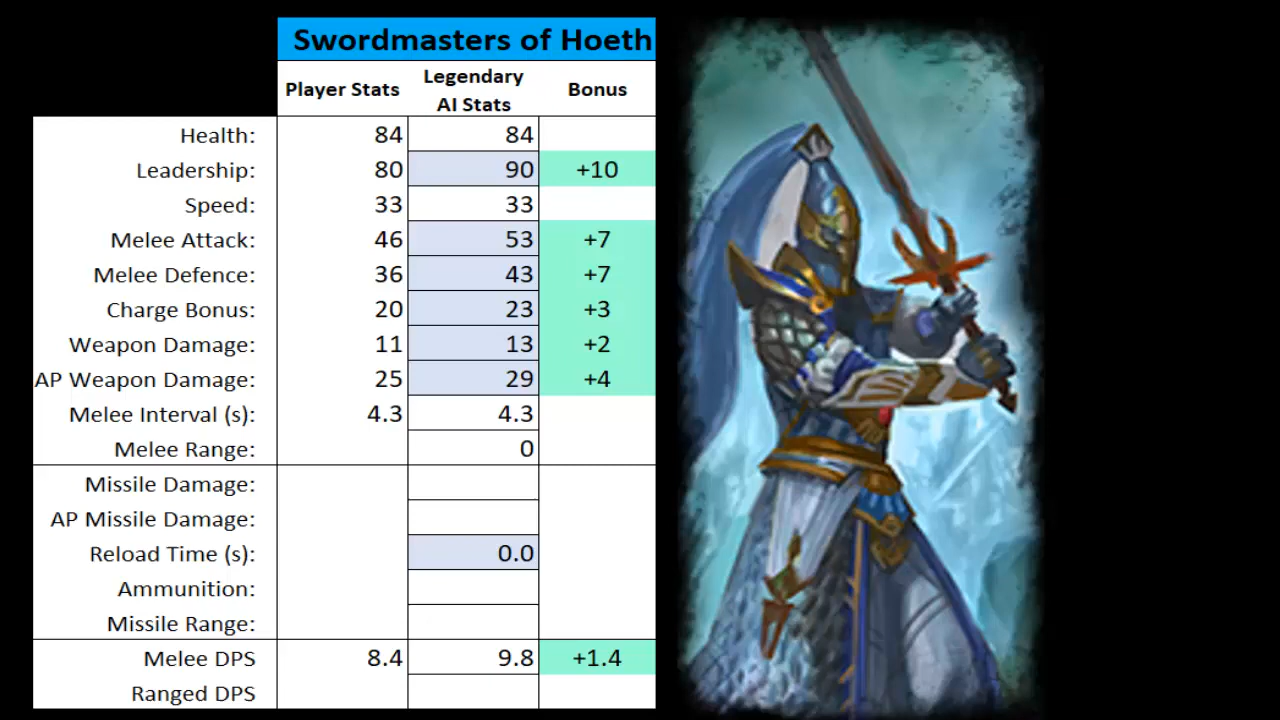 Swordmasters of Hoeth
Player Stats Legendary AI Stats Bonus
Health: 84 84
Leadership: 80 90 +10
Speed: 33 33
Melee Attack: 46 53 +7
Melee Defence: 36 43 +7
Charge Bonus: 20 23 +3
Weapon Damage: 11 13 +2
AP Weapon Damage: 25 29 +4
Melee Interval (s): 4.3 4.3
Melee Range: 0
Missile Damage:
AP Missile Damage:
Reload Time (s): 0.0
Ammunition:
Missile Range:
Melee DPS 8.4 9.8 +1.4
Ranged DPS